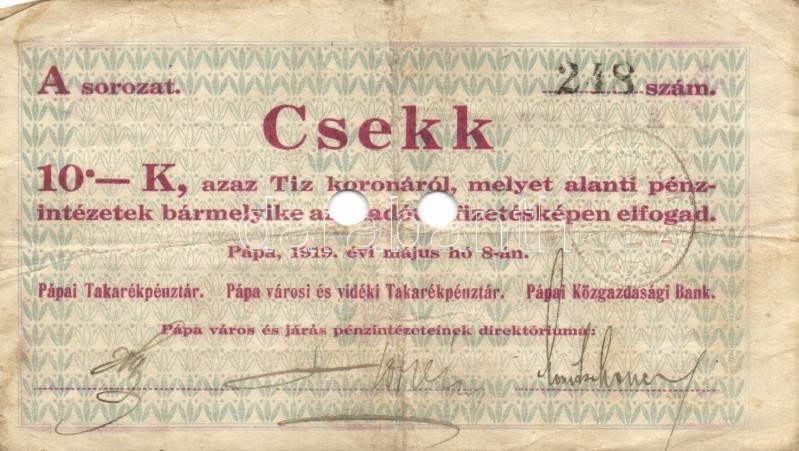 A sorozat. 248 szám.
Csekk
10·— K, azaz Tiz koronáról, melyet alanti pénz-
intézetek bármelyike az adó fizetésképen elfogad.
darabanth
Pápa, 1919. évi május hó 8-án.
Pápai Takarékpénztár. Pápa városi és vidéki Takarékpénztár. Pápai Közgazdasági Bank.
Pápa város és járás pénzintézeteinek direktóriuma: